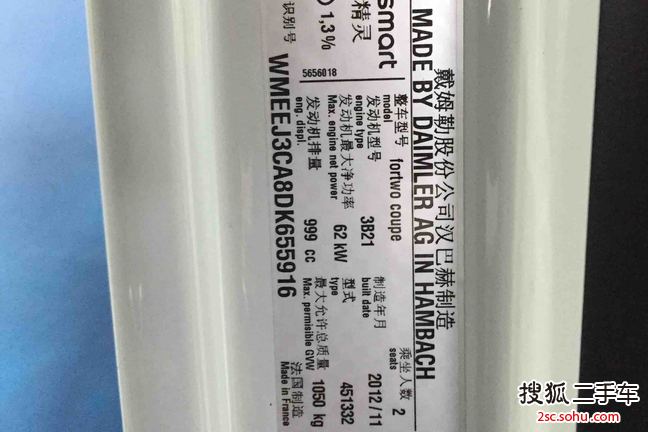 戴姆勒股份公司汉巴赫制造
MADE BY DAIMLER AG IN HAMBACH
smart
精灵
1,3%
识别号
5656018
整车型号 fortwo coupe 乘坐人数 2
model seats
发动机型号 3B21 制造年月 2012/11
engine type built date
发动机最大净功率 62 kW 型式 451332
Max. engine net power type
发动机排量 999 cc 最大允许总质量 1050 kg
eng. displ. Max. permisible GVW
WMEEJ3CA8DK655916
法国制造
Made in France
搜狐二手车
2sc.sohu.com